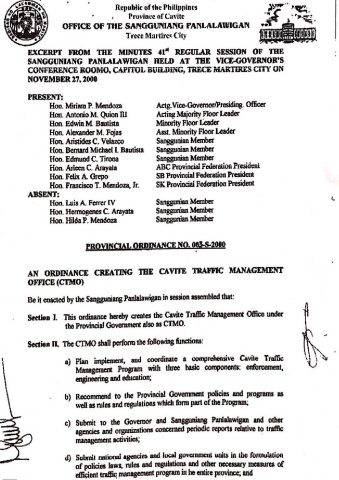 Republic of the Philippines
Province of Cavite
OFFICE OF THE SANGGUNIANG PANLALAWIGAN
Trece Martires City
EXCERPT FROM THE MINUTES 41st REGULAR SESSION OF THE
SANGGUNIANG PANLALAWIGAN HELD AT THE VICE-GOVERNOR'S
CONFERENCE ROOMO, CAPITOL BUILDING, TRECE MARTIRES CITY ON
NOVEMBER 27, 2000
PRESENT:
Hon. Miriam P. Mendoza Actg.Vice-Governor/Presiding. Officer
Hon. Antonio M. Quion III Acting Majority Floor Leader
Hon. Edwin M. Bautista Minority Floor Leader
Hon. Alexander M. Fojas Asst. Minority Floor Leader
Hon. Aristides C. Velazco Sanggunian Member
Hon. Bernard Michael I. Bautista Sanggunian Member
Hon. Edmund C. Tirona Sanggunian Member
Hon. Arleen C. Arayata ABC Provincial Federation President
Hon. Felix A. Grepo SB Provincial Federation President
Hon. Francisco T. Mendoza, Jr. SK Provincial Federation President
ABSENT:
Hon. Luis A. Ferrer IV Sanggunian Member
Hon. Hermogenes C. Arayata Sanggunian Member
Hon. Hilda P. Mendoza Sanggunian Member
PROVINCIAL ORDINANCE NO. 003-S-2000
AN ORDINANCE CREATING THE CAVITE TRAFFIC MANAGEMENT
OFFICE (CTMO)
Be it enacted by the Sangguniang Panlalawigan in session assembled that:
Section I. This ordinance hereby creates the Cavite Traffic Management Office under
the Provincial Government also as CTMO.
Section II. The CTMO shall perform the following functions:
a) Plan implement, and coordinate a comprehensive Cavite Traffic
Management Program with three basic components: enforcement,
engineering and education;
b) Recommend to the Provincial Government policies and programs as
well as rules and regulations which form part of the Program;
c) Submit to the Governor and Sangguniang Panlalawigan and other
agencies and organizations concerned periodic reports relative to traffic
management activities;
d) Submit national agencies and local government units in the formulation
of policies laws, rules and regulations and other necessary measures of
efficient traffic management program in he entire province; and